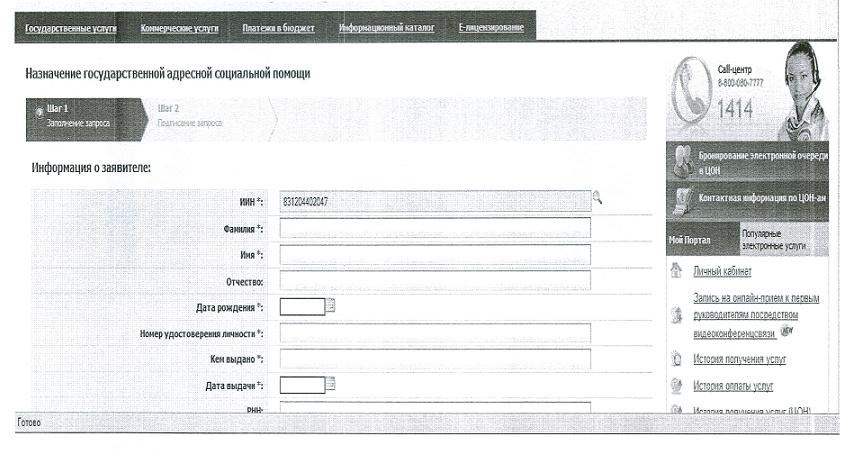 Государственные услуги Коммерческие услуги Платежи в бюджет Информационный каталог Е-лицензирование
Назначение государственной адресной социальной помощи
Шаг 1
Заполнение запроса
Шаг 2
Подписание запроса
Информация о заявителе:
ИИН *: 831204402047
Фамилия *:
Имя *:
Отчество:
Дата рождения *:
Номер удостоверения личности *:
Кем выдано *:
Дата выдачи *:
РНН:
Готово
Call-центр
8-800-080-7777
1414
Бронирование электронной очереди
в ЦОН
Контактная информация по ЦОН-ам
Мой Портал
Популярные
электронные услуги
Личный кабинет
Запись на онлайн-прием к первым
руководителям посредством
видеоконференцсвязи NEW
История получения услуг
История оплаты услуг
История получения услуг (ЦОН)